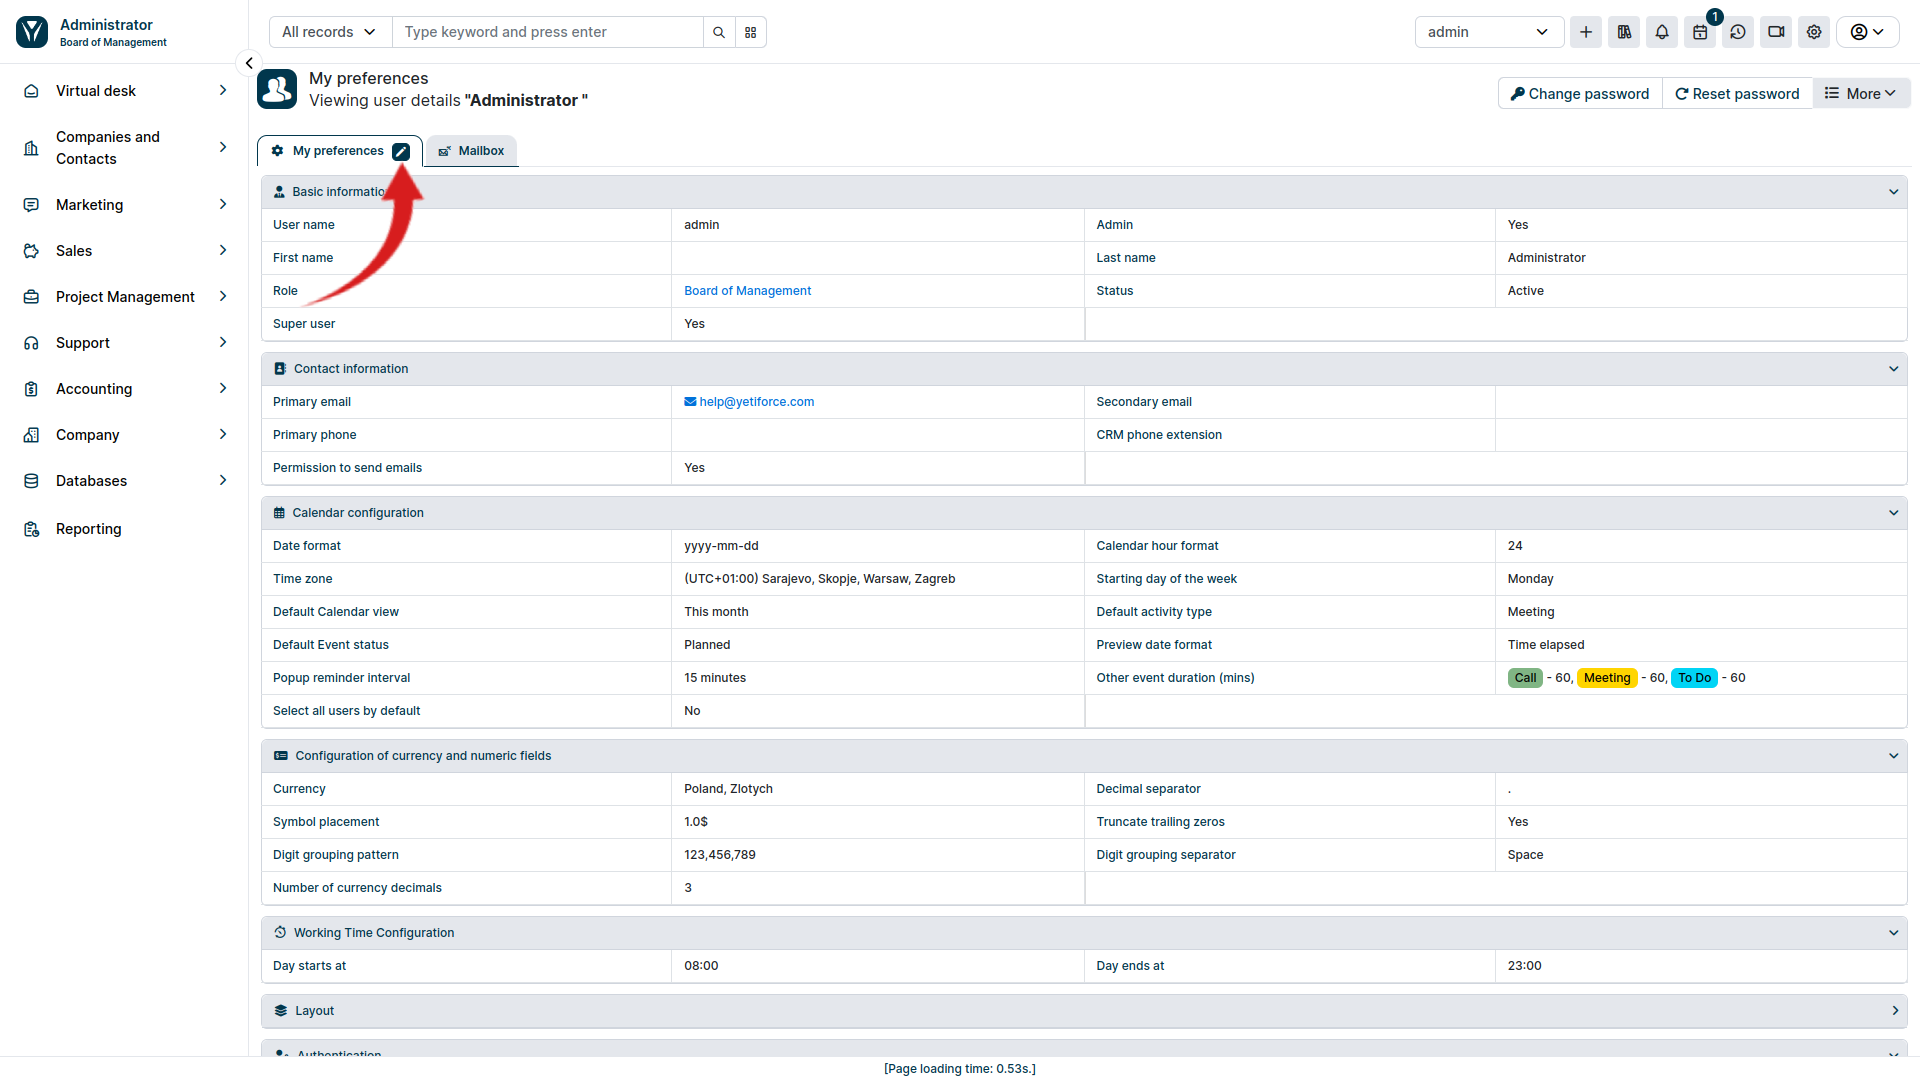 Administrator
Board of Management
All records
Type keyword and press enter
admin
1
My preferences
Viewing user details "Administrator "
Change password
Reset password
More
Virtual desk
Companies and
Contacts
Marketing
Sales
Project Management
Support
Accounting
Company
Databases
Reporting
My preferences
Mailbox
Basic informatio
User name
admin
Admin
Yes
First name
Last name
Administrator
Role
Board of Management
Status
Active
Super user
Yes
Contact information
Primary email
help@yetiforce.com
Secondary email
Primary phone
CRM phone extension
Permission to send emails
Yes
Calendar configuration
Date format
yyyy-mm-dd
Calendar hour format
24
Time zone
(UTC+01:00) Sarajevo, Skopje, Warsaw, Zagreb
Starting day of the week
Monday
Default Calendar view
This month
Default activity type
Meeting
Default Event status
Planned
Preview date format
Time elapsed
Popup reminder interval
15 minutes
Other event duration (mins)
Call - 60, Meeting - 60, To Do - 60
Select all users by default
No
Configuration of currency and numeric fields
Currency
Poland, Zlotych
Decimal separator
.
Symbol placement
1.0$
Truncate trailing zeros
Yes
Digit grouping pattern
123,456,789
Digit grouping separator
Space
Number of currency decimals
3
Working Time Configuration
Day starts at
08:00
Day ends at
23:00
Layout
Authentication
[Page loading time: 0.53s.]